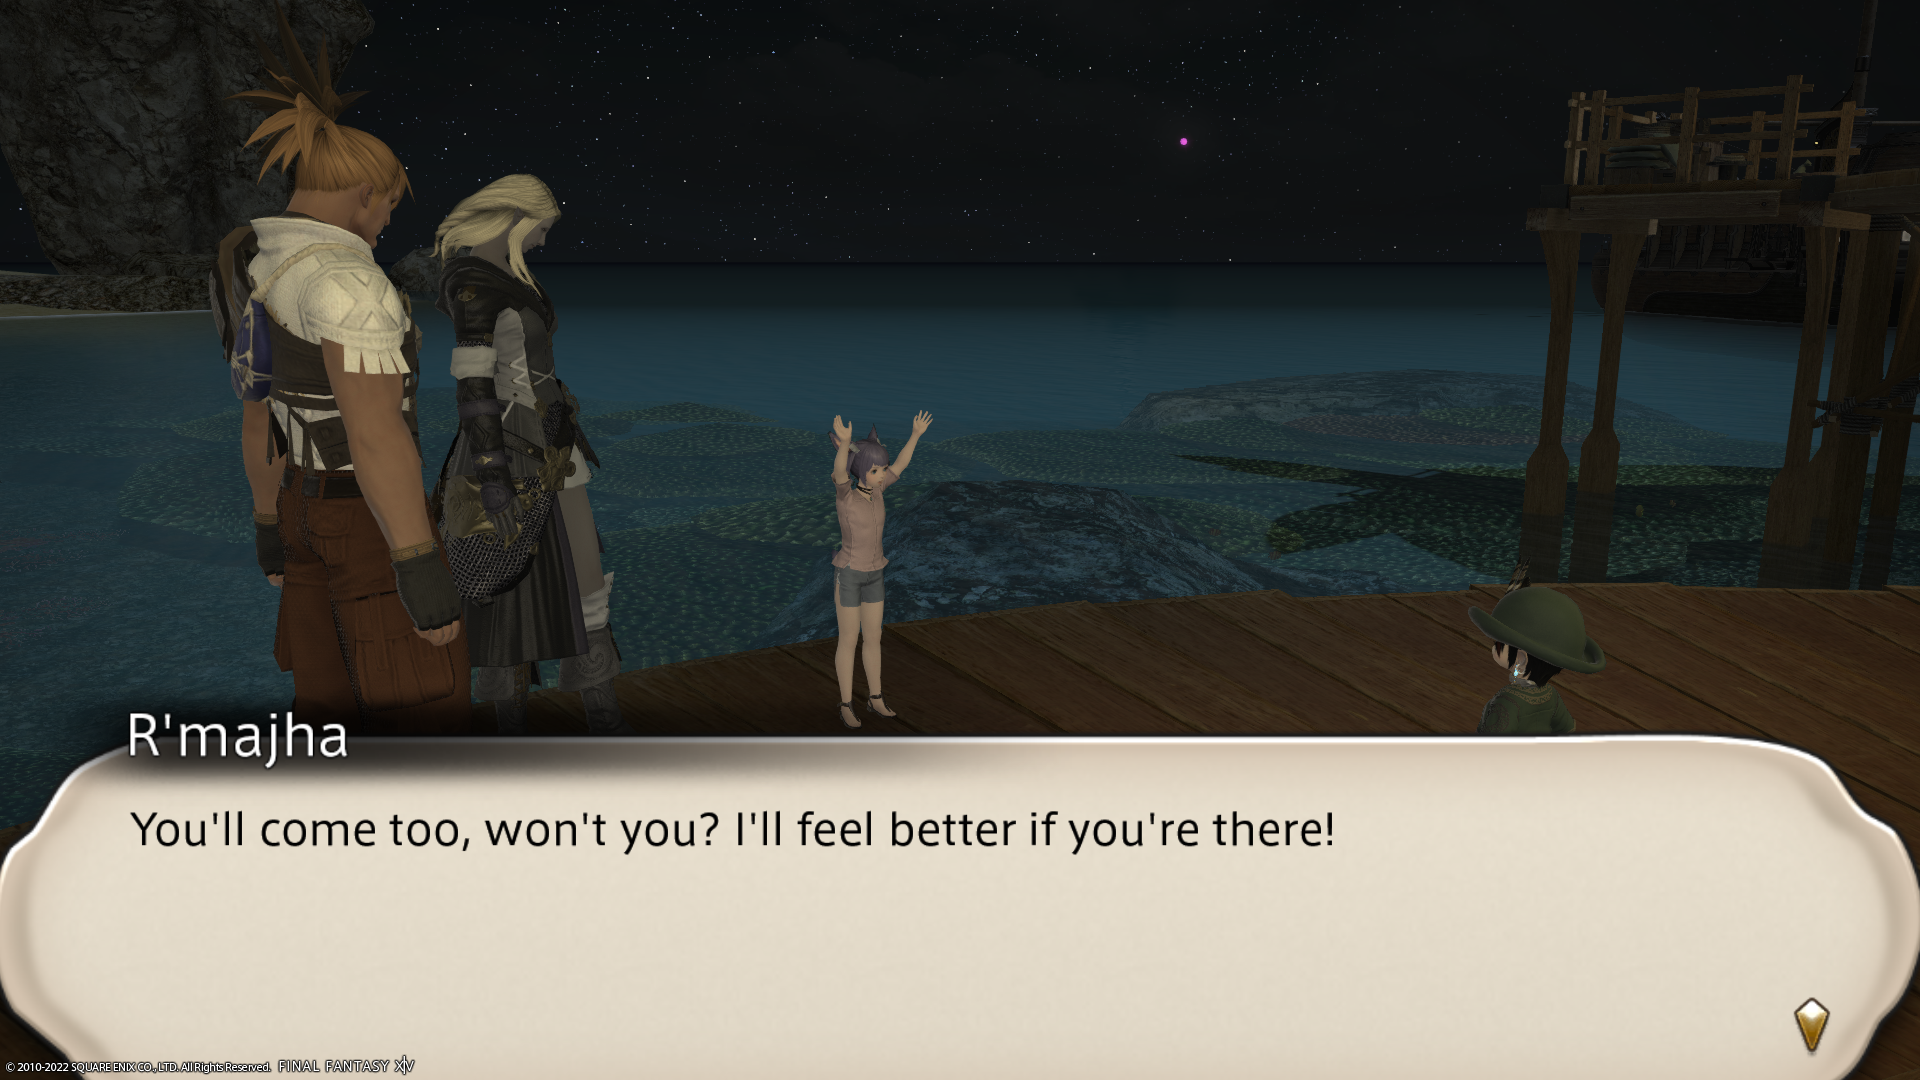 R'majha
You'll come too, won't you? I'll feel better if you're there!
© 2010-2022 SQUARE ENIX CO., LTD. All Rights Reserved. FINAL FANTASY XIV